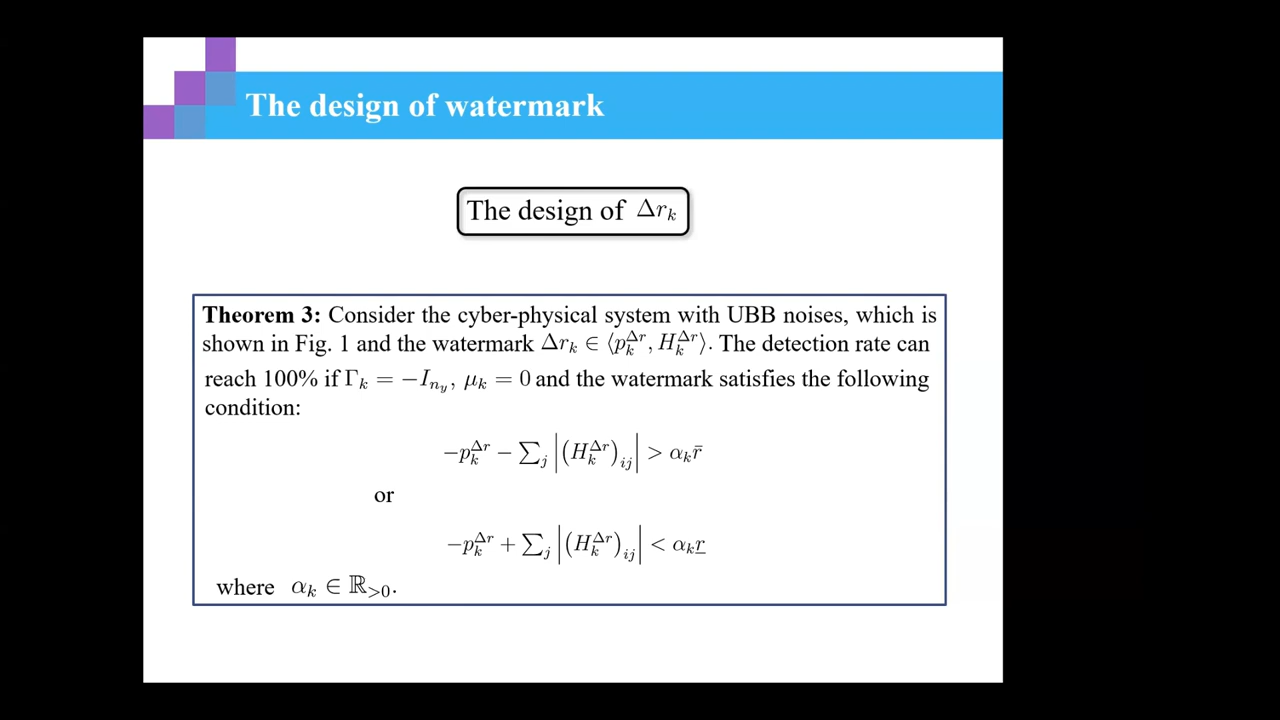 The design of watermark
The design of Δr_k
Theorem 3: Consider the cyber-physical system with UBB noises, which is
shown in Fig. 1 and the watermark Δr_k ∈ ⟨p_k^{Δr}, H_k^{Δr}⟩. The detection rate can
reach 100% if Γ_k = −I_{n_y}, μ_k = 0 and the watermark satisfies the following
condition:
−p_k^{Δr} − ∑_j |(H_k^{Δr})_{ij}| > α_k r̄
or
−p_k^{Δr} + ∑_j |(H_k^{Δr})_{ij}| < α_k r̲
where α_k ∈ ℝ_{>0}.